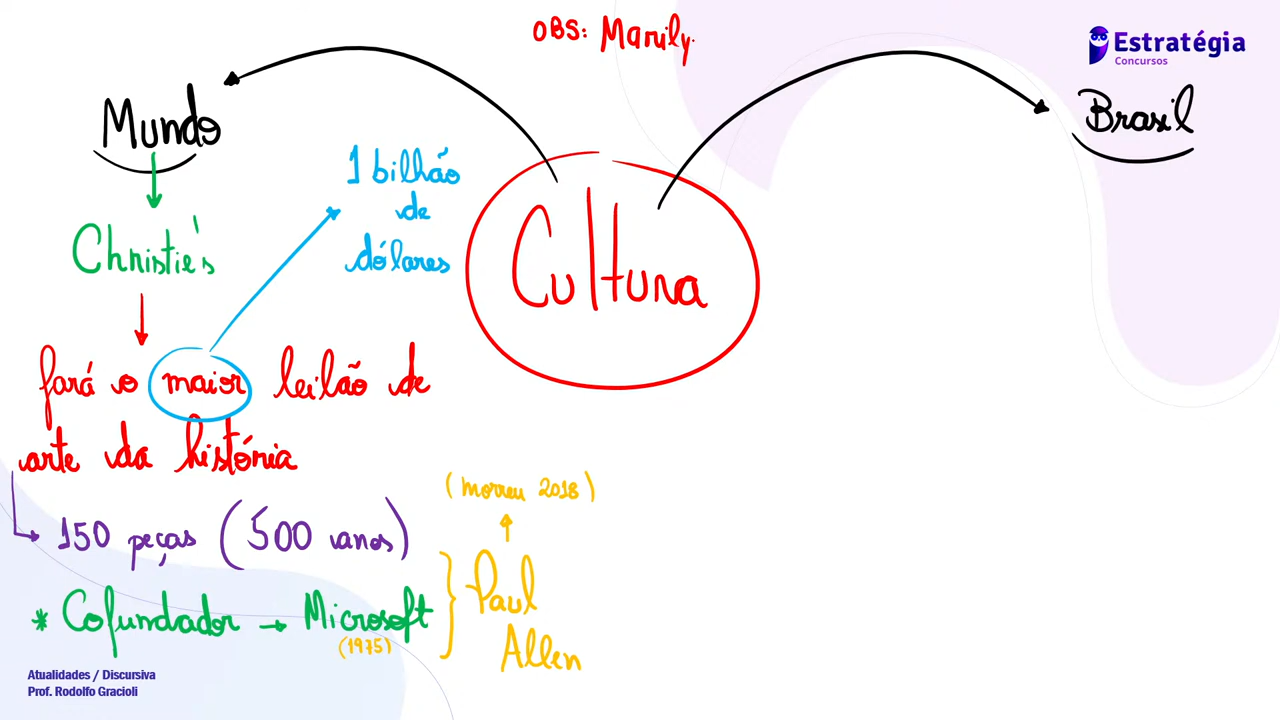 OBS: Marily.
Estratégia
Concursos
Mundo
Brasil
Cultura
1 bilhão
de
dólares
Christie's
fará o maior leilão de
arte da história
150 peças (500 anos)
(morreu 2018)
* Cofundador → Microsoft
(1975)
Paul
Allen
Atualidades / Discursiva
Prof. Rodolfo Gracioli